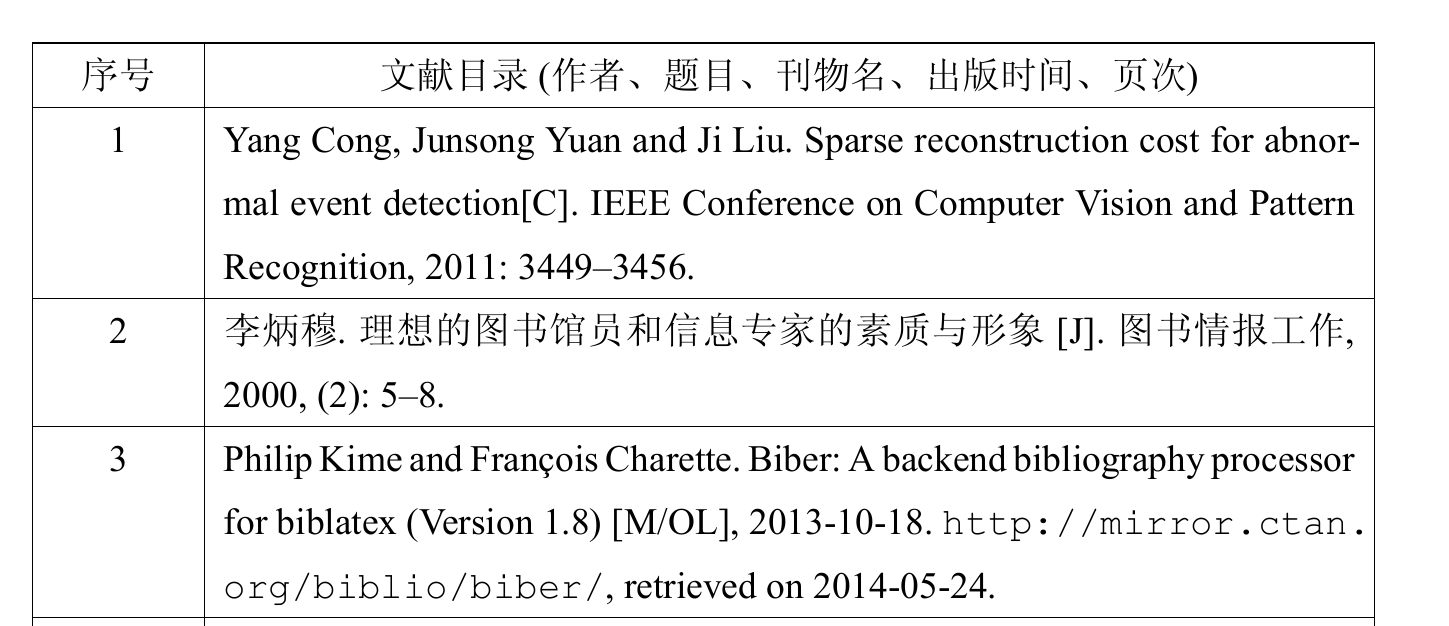 序号 文献目录 (作者、题目、刊物名、出版时间、页次)
1 Yang Cong, Junsong Yuan and Ji Liu. Sparse reconstruction cost for abnor-
mal event detection[C]. IEEE Conference on Computer Vision and Pattern
Recognition, 2011: 3449–3456.
2 李炳穆. 理想的图书馆员和信息专家的素质与形象 [J]. 图书情报工作,
2000, (2): 5–8.
3 Philip Kime and François Charette. Biber: A backend bibliography processor
for biblatex (Version 1.8) [M/OL], 2013-10-18. http://mirror.ctan.
org/biblio/biber/, retrieved on 2014-05-24.